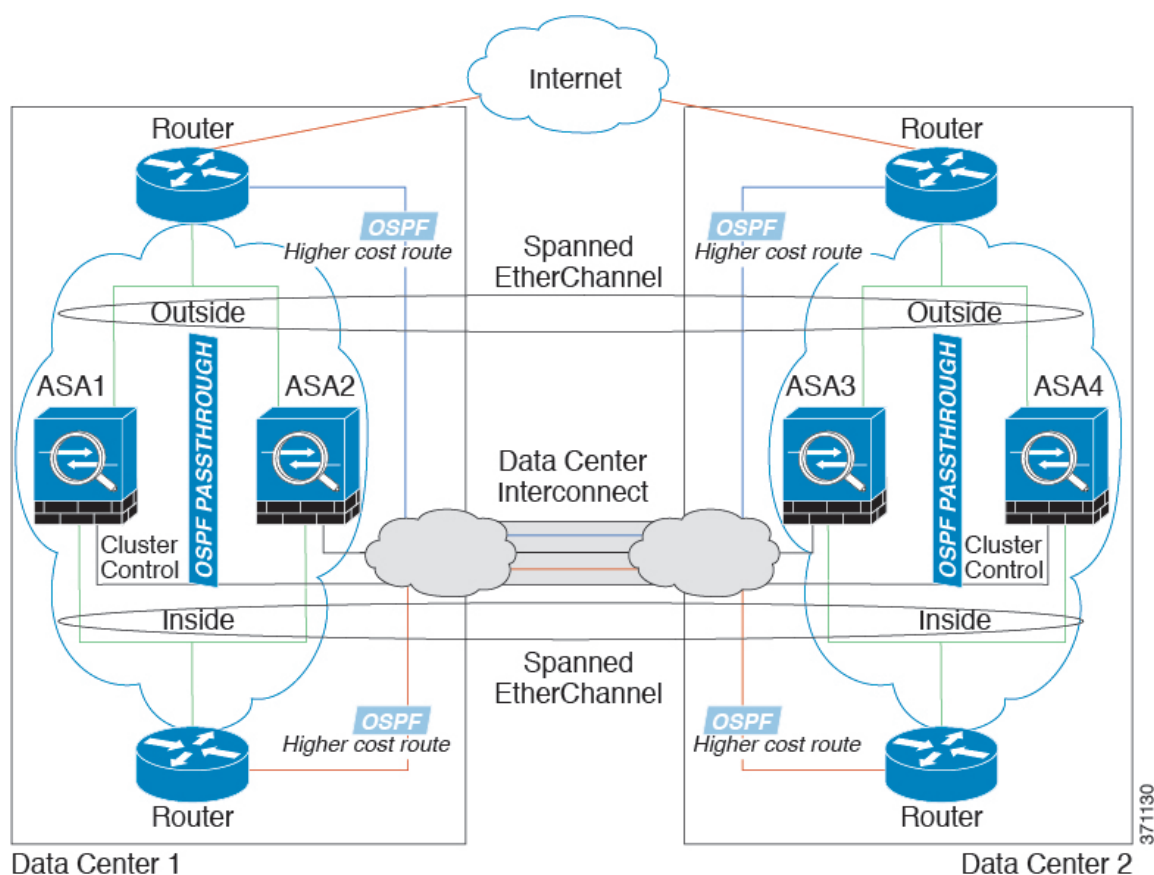 Internet
Router
Router
OSPF
Higher cost route
Spanned
EtherChannel
OSPF
Higher cost route
Outside
Outside
ASA1
OSPF PASSTHROUGH
ASA2
ASA3
OSPF PASSTHROUGH
ASA4
Data Center
Interconnect
Cluster
Control
Cluster
Control
Inside
Inside
Spanned
EtherChannel
OSPF
Higher cost route
OSPF
Higher cost route
Router
Router
371130
Data Center 1
Data Center 2